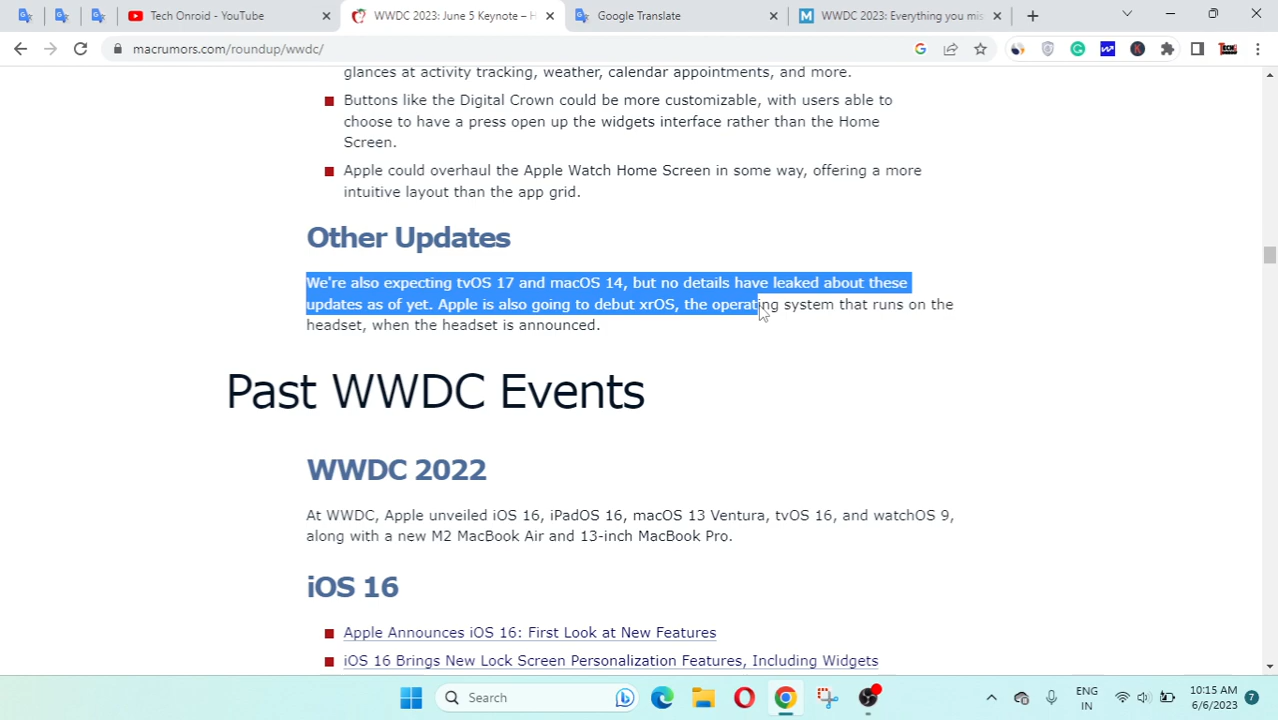 Tech Onroid - YouTube
WWDC 2023: June 5 Keynote – H
Google Translate
WWDC 2023: Everything you mis
macrumors.com/roundup/wwdc/
glances at activity tracking, weather, calendar appointments, and more.
Buttons like the Digital Crown could be more customizable, with users able to
choose to have a press open up the widgets interface rather than the Home
Screen.
Apple could overhaul the Apple Watch Home Screen in some way, offering a more
intuitive layout than the app grid.
Other Updates
We're also expecting tvOS 17 and macOS 14, but no details have leaked about these
updates as of yet. Apple is also going to debut xrOS, the operating system that runs on the
headset, when the headset is announced.
Past WWDC Events
WWDC 2022
At WWDC, Apple unveiled iOS 16, iPadOS 16, macOS 13 Ventura, tvOS 16, and watchOS 9,
along with a new M2 MacBook Air and 13-inch MacBook Pro.
iOS 16
Apple Announces iOS 16: First Look at New Features
iOS 16 Brings New Lock Screen Personalization Features, Including Widgets
Search
ENG
IN
10:15 AM
6/6/2023
7